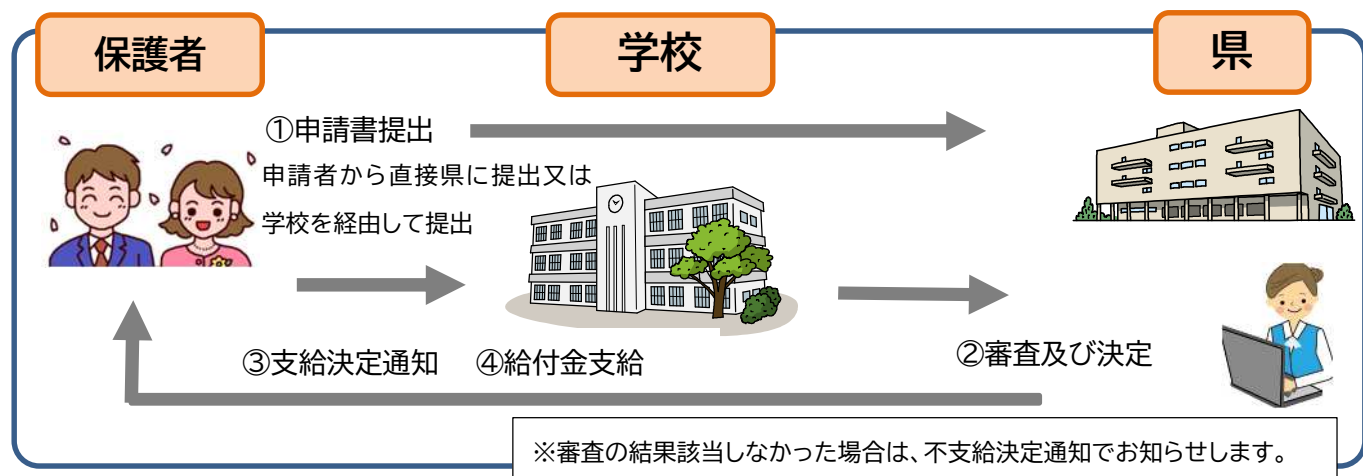 保護者
学校
県
①申請書提出
申請者から直接県に提出又は
学校を経由して提出
②審査及び決定
③支給決定通知 ④給付金支給
※審査の結果該当しなかった場合は、不支給決定通知でお知らせします。